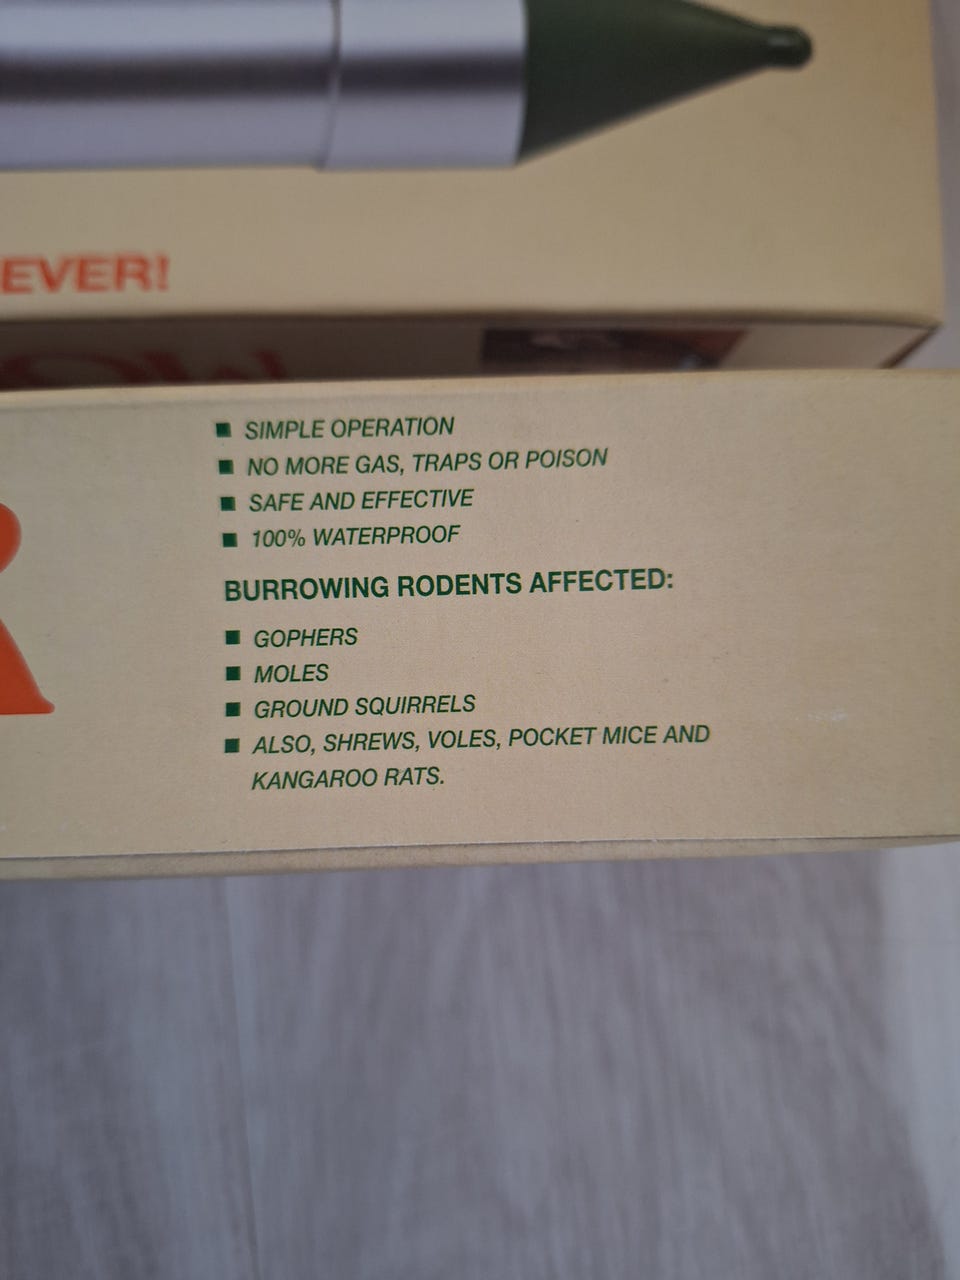 EVER!
SIMPLE OPERATION
NO MORE GAS, TRAPS OR POISON
SAFE AND EFFECTIVE
100% WATERPROOF
BURROWING RODENTS AFFECTED:
GOPHERS
MOLES
GROUND SQUIRRELS
ALSO, SHREWS, VOLES, POCKET MICE AND
KANGAROO RATS.